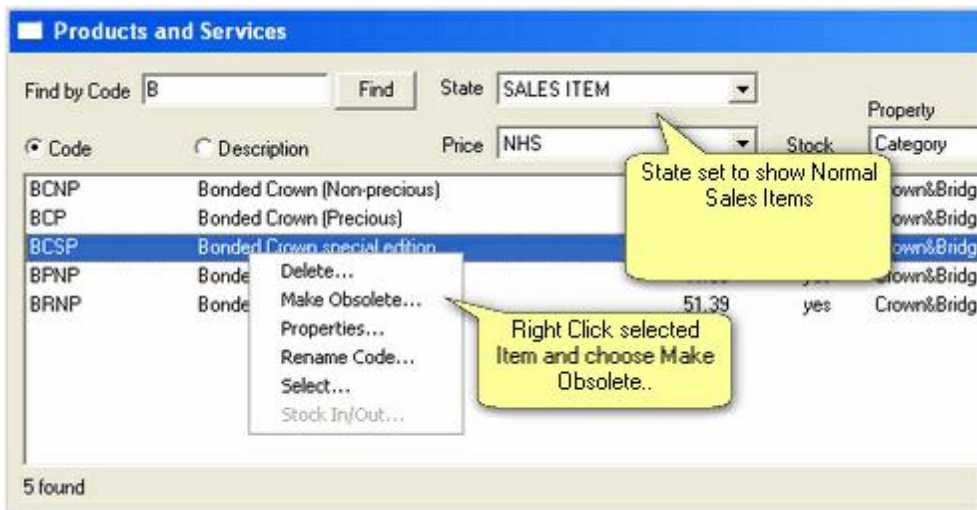 Products and Services
Find by Code B Find State SALES ITEM
Property
Code Description Price NHS Stock Category
State set to show Normal
Sales Items
BCNP Bonded Crown (Non-precious)
BCP Bonded Crown (Precious)
BCSP Bonded Crown special edition
BPNP yes Crown&Bridg
BRNP 51.39 yes Crown&Bridg
Delete...
Make Obsolete...
Properties...
Rename Code...
Select...
Stock In/Out...
Right Click selected
Item and choose Make
Obsolete..
5 found